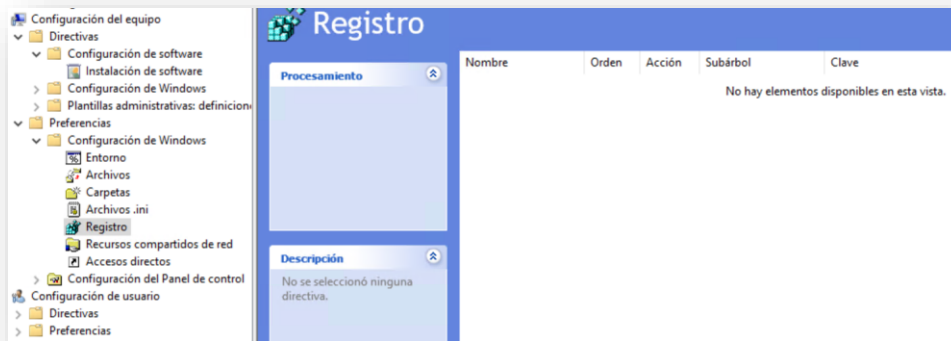 Configuración del equipo
Directivas
Configuración de software
Instalación de software
Configuración de Windows
Plantillas administrativas: definicion
Preferencias
Configuración de Windows
Entorno
Archivos
Carpetas
Archivos .ini
Registro
Recursos compartidos de red
Accesos directos
Configuración del Panel de control
Configuración de usuario
Directivas
Preferencias
Registro
Procesamiento
Descripción
No se seleccionó ninguna
directiva.
Nombre Orden Acción Subárbol Clave
No hay elementos disponibles en esta vista.